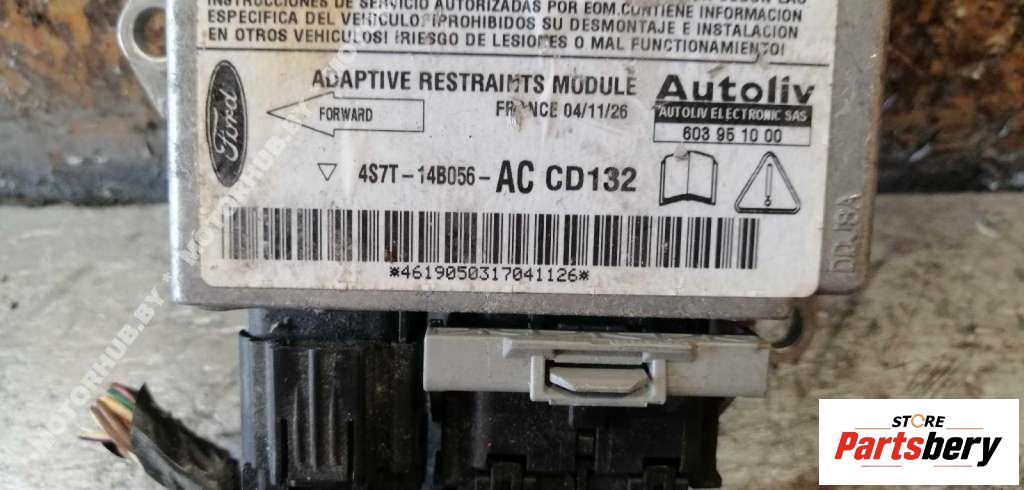 INSTRUCCIONES DE SERVICIO AUTORIZADAS POR EOM.CONTIENE INFORMACION
ESPECIFICA DEL VEHICULO.¡PROHIBIDOS SU DESMONTAJE E INSTALACION
EN OTROS VEHICULOS! ¡RIESGO DE LESIONES O MAL FUNCIONAMIENTO!
Ford
ADAPTIVE RESTRAINTS MODULE
FORWARD
FRANCE 04/11/26
Autoliv
AUTOLIV ELECTRONIC SAS
603 95 10 00
4S7T-14B056-AC CD132
*4619050317041126*
MOTORHUB.BY * MOTORHUB.BY
STORE
Partsbery